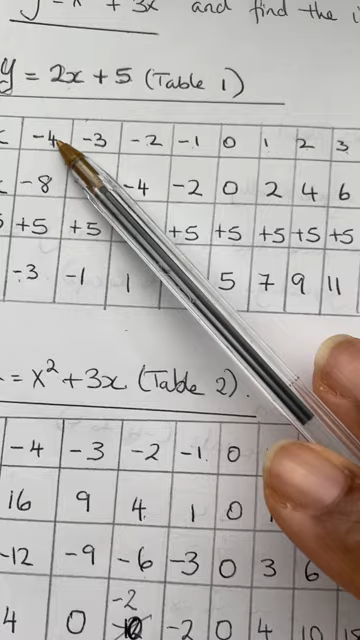 y = x² + 3x and find the i
y = 2x + 5 (Table 1)
x -4 -3 -2 -1 0 1 2 3
-8 -4 -2 0 2 4 6
+5 +5 +5 +5 +5 +5 +5
-3 -1 1 5 7 9 11
= x² + 3x (Table 2).
-4 -3 -2 -1 0
16 9 4 1 0
-12 -9 -6 -3 0 3 6
-2
4 0 -2 0 4 10